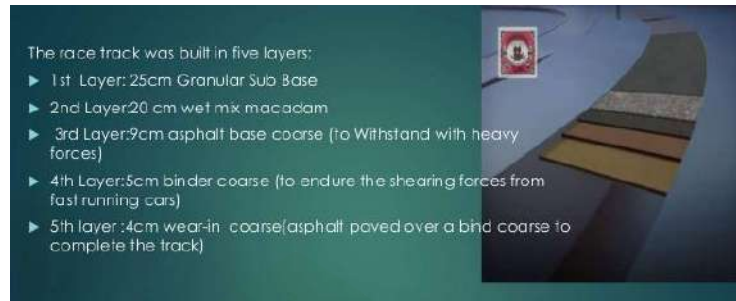 The race track was built in five layers:
1st Layer: 25cm Granular Sub Base
2nd Layer:20 cm wet mix macadam
3rd Layer:9cm asphalt base coarse (to Withstand with heavy
forces)
4th Layer:5cm binder coarse (to endure the shearing forces from
fast running cars)
5th layer :4cm wear-in coarse(asphalt paved over a bind coarse to
complete the track)